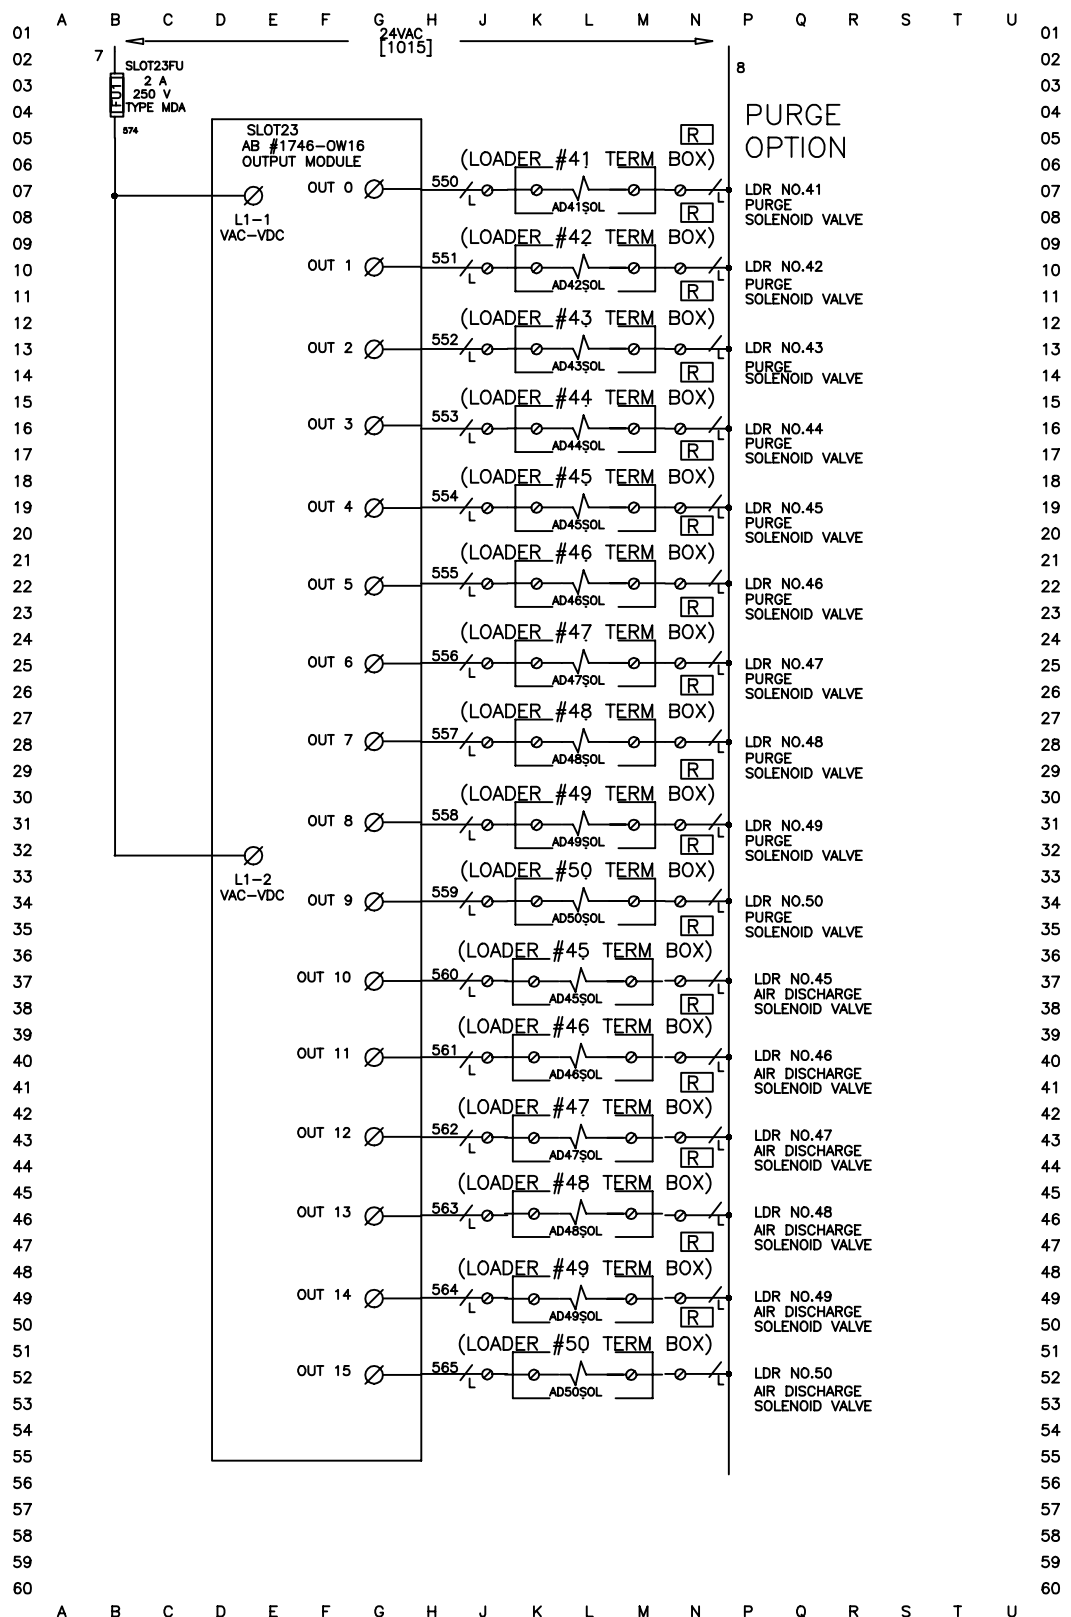 A B C D E F G H J K L M N P Q R S T U
01 24VAC 01
[1015]
02 7 8 02
SLOT23FU
2 A
250 V
TYPE MDA
FU1
574
03 03
04 04
PURGE
OPTION
05 05
SLOT23
AB #1746-OW16
OUTPUT MODULE
R
06 (LOADER #41 TERM BOX) 06
07 OUT 0 550 L AD41SOL L LDR NO.41 07
PURGE
SOLENOID VALVE
L1-1
VAC-VDC
08 R 08
09 (LOADER #42 TERM BOX) 09
10 OUT 1 551 L AD42SOL L LDR NO.42 10
PURGE
SOLENOID VALVE
11 R 11
12 (LOADER #43 TERM BOX) 12
13 OUT 2 552 L AD43SOL L LDR NO.43 13
PURGE
SOLENOID VALVE
14 R 14
15 (LOADER #44 TERM BOX) 15
16 OUT 3 553 L AD44SOL L LDR NO.44 16
PURGE
SOLENOID VALVE
17 R 17
18 (LOADER #45 TERM BOX) 18
19 OUT 4 554 L AD45SOL L LDR NO.45 19
PURGE
SOLENOID VALVE
20 R 20
21 (LOADER #46 TERM BOX) 21
22 OUT 5 555 L AD46SOL L LDR NO.46 22
PURGE
SOLENOID VALVE
23 R 23
24 (LOADER #47 TERM BOX) 24
25 OUT 6 556 L AD47SOL L LDR NO.47 25
PURGE
SOLENOID VALVE
26 R 26
27 (LOADER #48 TERM BOX) 27
28 OUT 7 557 L AD48SOL L LDR NO.48 28
PURGE
SOLENOID VALVE
29 R 29
30 (LOADER #49 TERM BOX) 30
31 OUT 8 558 L AD49SOL L LDR NO.49 31
PURGE
SOLENOID VALVE
32 R 32
L1-2
VAC-VDC
33 (LOADER #50 TERM BOX) 33
34 OUT 9 559 L AD50SOL L LDR NO.50 34
PURGE
SOLENOID VALVE
35 R 35
36 (LOADER #45 TERM BOX) 36
37 OUT 10 560 L AD45SOL L LDR NO.45 37
AIR DISCHARGE
SOLENOID VALVE
38 R 38
39 (LOADER #46 TERM BOX) 39
40 OUT 11 561 L AD46SOL L LDR NO.46 40
AIR DISCHARGE
SOLENOID VALVE
41 R 41
42 (LOADER #47 TERM BOX) 42
43 OUT 12 562 L AD47SOL L LDR NO.47 43
AIR DISCHARGE
SOLENOID VALVE
44 R 44
45 (LOADER #48 TERM BOX) 45
46 OUT 13 563 L AD48SOL L LDR NO.48 46
AIR DISCHARGE
SOLENOID VALVE
47 R 47
48 (LOADER #49 TERM BOX) 48
49 OUT 14 564 L AD49SOL L LDR NO.49 49
AIR DISCHARGE
SOLENOID VALVE
50 R 50
51 (LOADER #50 TERM BOX) 51
52 OUT 15 565 L AD50SOL L LDR NO.50 52
AIR DISCHARGE
SOLENOID VALVE
53 53
54 54
55 55
56 56
57 57
58 58
59 59
60 60
A B C D E F G H J K L M N P Q R S T U